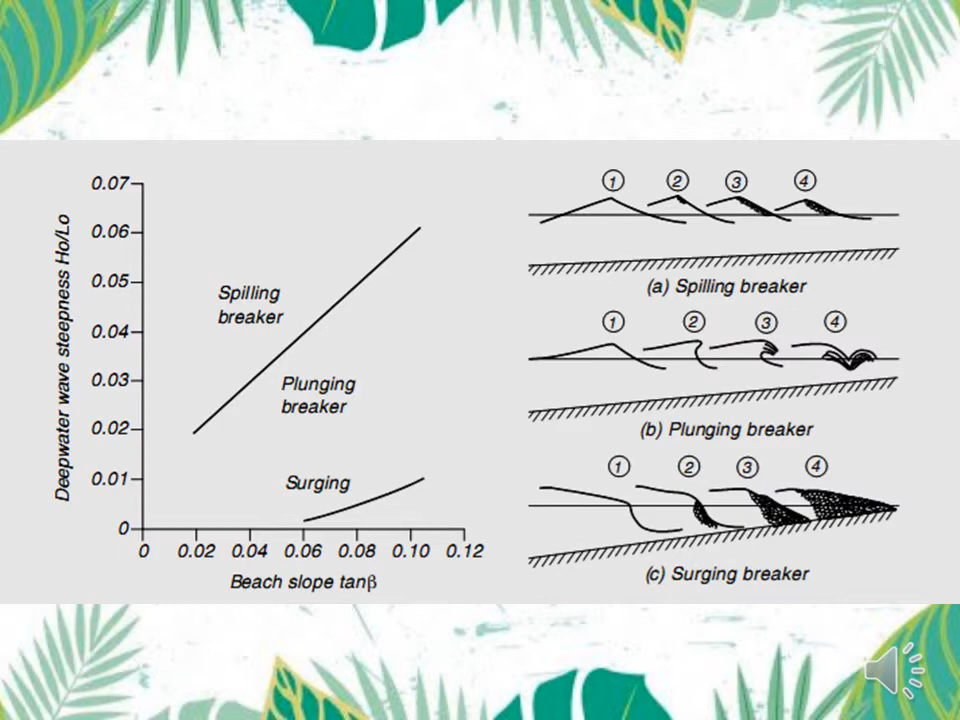 Deepwater wave steepness Ho/Lo
0.07
0.06
0.05
0.04
0.03
0.02
0.01
0
Spilling
breaker
Plunging
breaker
Surging
0 0.02 0.04 0.06 0.08 0.10 0.12
Beach slope tanβ
1 2 3 4
(a) Spilling breaker
1 2 3 4
(b) Plunging breaker
1 2 3 4
(c) Surging breaker